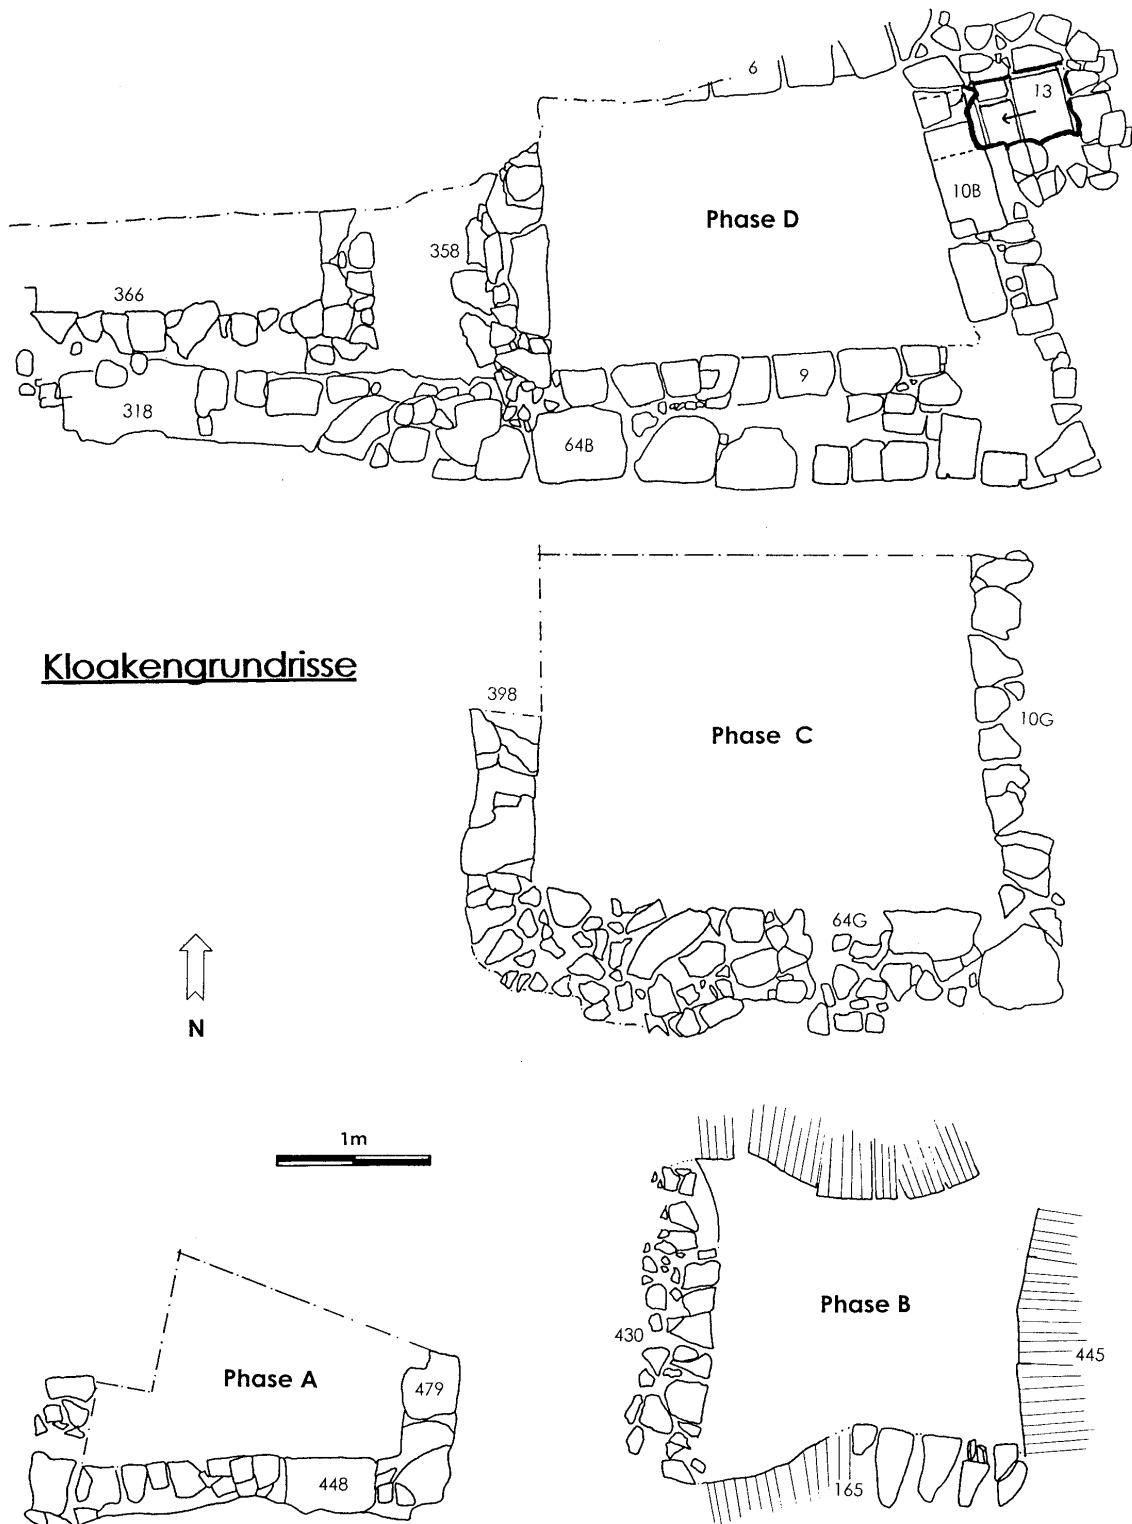 6
13
10B
Phase D
358
366
9
318
64B
Kloakengrundrisse
398
10G
Phase C
64G
N
1m
Phase B
430
445
Phase A
479
448
165